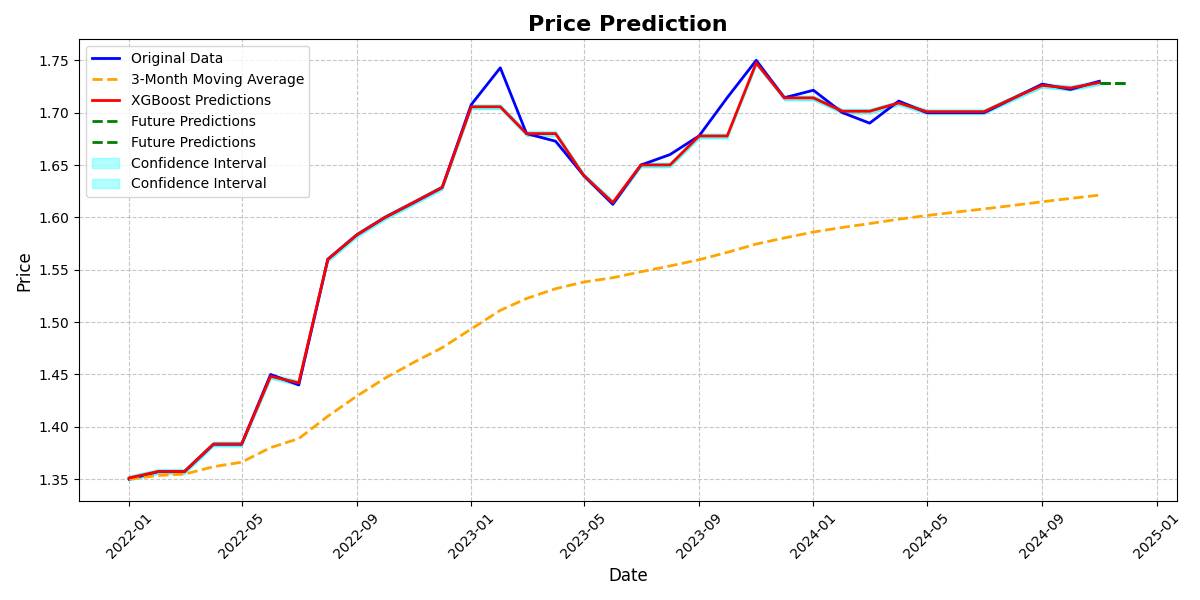 Price Prediction
Original Data
3-Month Moving Average
XGBoost Predictions
Future Predictions
Future Predictions
Confidence Interval
Confidence Interval
1.75
1.70
1.65
1.60
1.55
1.50
1.45
1.40
1.35
Price
2022-01
2022-05
2022-09
2023-01
2023-05
2023-09
2024-01
2024-05
2024-09
2025-01
Date